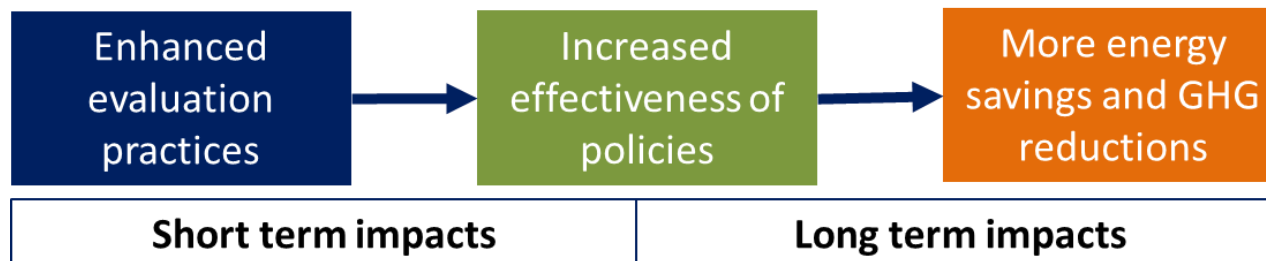 Enhanced
evaluation
practices
Increased
effectiveness of
policies
More energy
savings and GHG
reductions
Short term impacts
Long term impacts